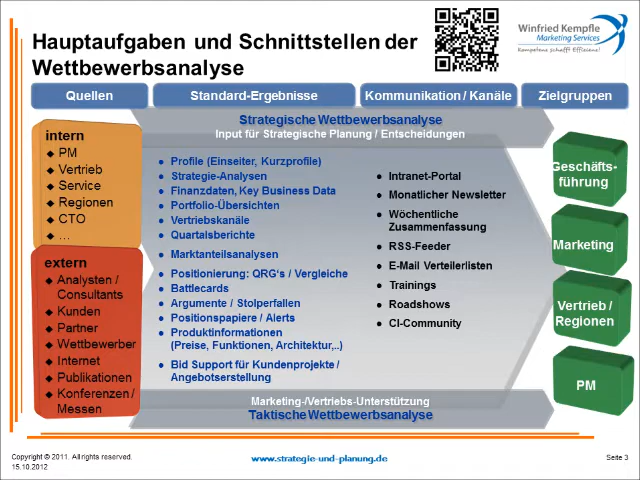 Hauptaufgaben und Schnittstellen der
Wettbewerbsanalyse
Winfried Kempfle
Marketing Services
Kompetenz schafft Effizienz!
Quellen
Standard-Ergebnisse
Kommunikation / Kanäle
Zielgruppen
Strategische Wettbewerbsanalyse
Input für Strategische Planung / Entscheidungen
intern
◆ PM
◆ Vertrieb
◆ Service
◆ Regionen
◆ CTO
◆ ...
extern
◆ Analysten /
Consultants
◆ Kunden
◆ Partner
◆ Wettbewerber
◆ Internet
◆ Publikationen
◆ Konferenzen /
Messen
● Profile (Einseiter, Kurzprofile)
● Strategie-Analysen
● Finanzdaten, Key Business Data
● Portfolio-Übersichten
● Vertriebskanäle
● Quartalsberichte
● Marktanteilsanalysen
● Positionierung: QRG‘s / Vergleiche
● Battlecards
● Argumente / Stolperfallen
● Positionspapiere / Alerts
● Produktinformationen
(Preise, Funktionen, Architektur,..)
● Bid Support für Kundenprojekte /
Angebotserstellung
● Intranet-Portal
● Monatlicher Newsletter
● Wöchentliche
Zusammenfassung
● RSS-Feeder
● E-Mail Verteilerlisten
● Trainings
● Roadshows
● CI-Community
Geschäfts-
führung
Marketing
Vertrieb /
Regionen
PM
Marketing-/Vertriebs-Unterstützung
Taktische Wettbewerbsanalyse
Copyright © 2011. All rights reserved.
15.10.2012
www.strategie-und-planung.de
Seite 3